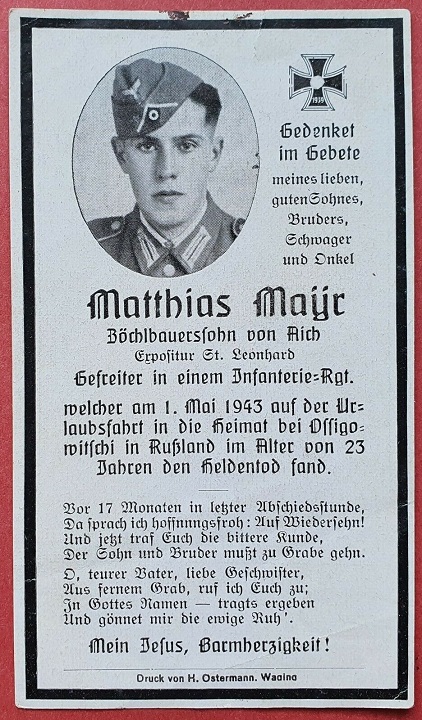 1939
Gedenket
im Gebete
meines lieben,
guten Sohnes,
Bruders,
Schwager
und Onkel
Matthias Maÿr
Böchlbauerssohn von Aich
Expositur St. Leonhard
Gefreiter in einem Infanterie-Rgt.
welcher am 1. Mai 1943 auf der Ur-
laubsfahrt in die Heimat bei Ossigo-
witschi in Rußland im Alter von 23
Jahren den Heldentod fand.
Vor 17 Monaten in letzter Abschiedsstunde,
Da sprach ich hoffnungsfroh: Auf Wiedersehn!
Und jetzt traf Euch die bittere Kunde,
Der Sohn und Bruder mußt zu Grabe gehn.
O, teurer Vater, liebe Geschwister,
Aus fernem Grab, ruf ich Euch zu;
In Gottes Namen — tragts ergeben
Und gönnet mir die ewige Ruh'.
Mein Jesus, Barmherzigkeit!
Druck von H. Ostermann, Waging